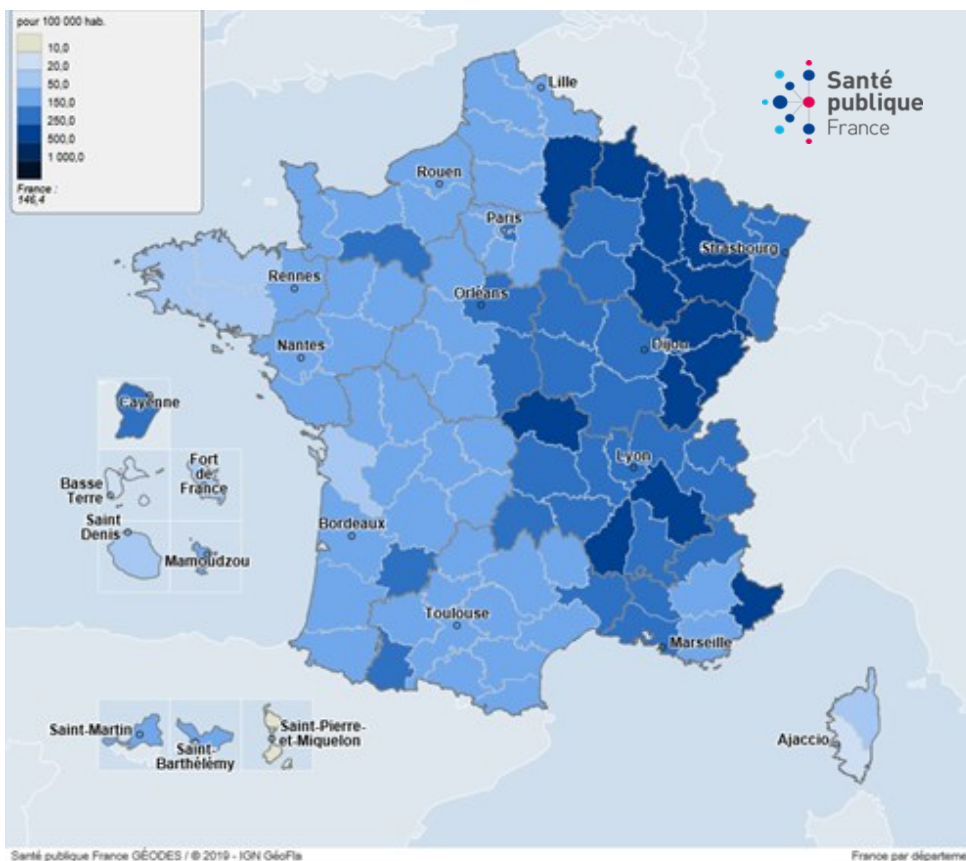 pour 100 000 hab.
10,0
20,0
50,0
150,0
250,0
500,0
1 000,0
France :
146,4
Santé
publique
France
Lille
Rouen
Paris
Strasbourg
Rennes
Orléans
Nantes
Dijou
Cayenne
Lyon
Basse
Terre
Fort
de
France
Bordeaux
Saint
Denis
Mamoudzou
Toulouse
Marseille
Saint-Martin
Saint-
Barthélémy
Saint-Pierre-
et-Miquelon
Ajaccio
Santé publique France GÉODES / © 2019 - IGN GéoFla
France par départeme